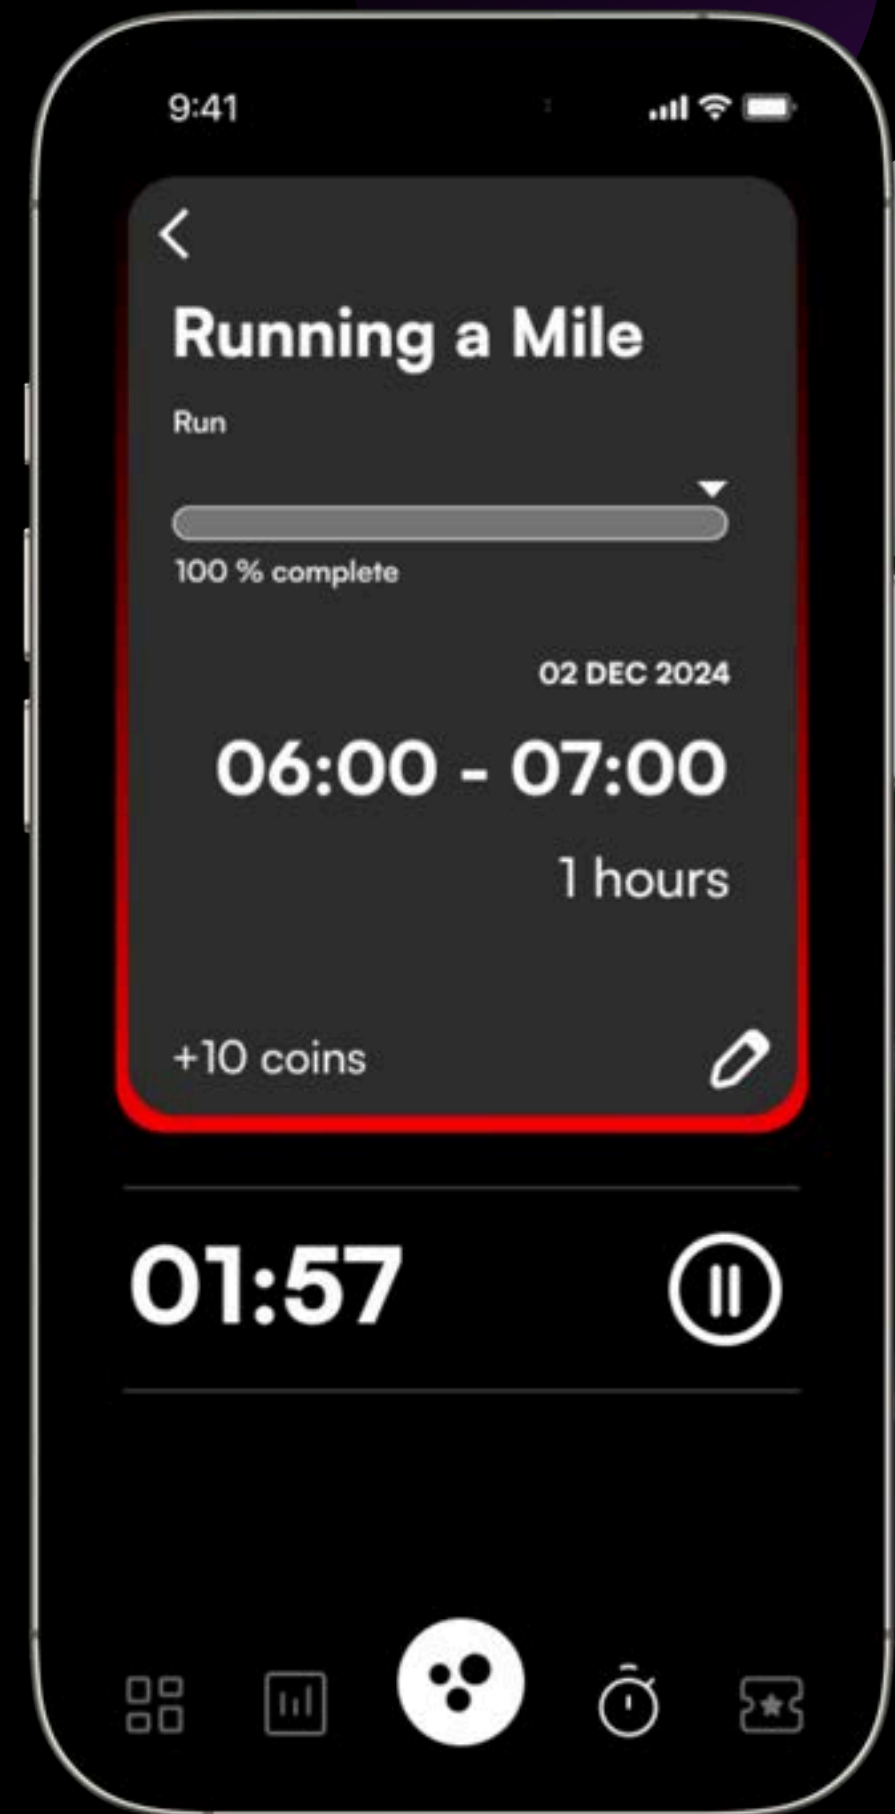 9:41
Running a Mile
Run
100 % complete
02 DEC 2024
06:00 - 07:00
1 hours
+10 coins
01:57